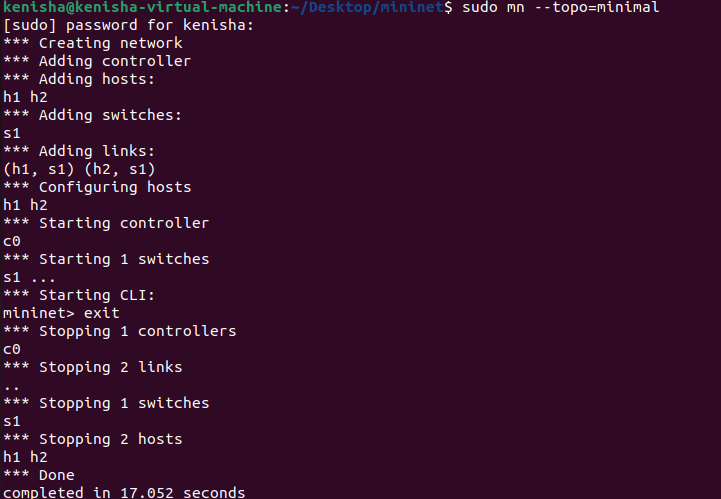 kenisha@kenisha-virtual-machine:~/Desktop/mininet$ sudo mn --topo=minimal
[sudo] password for kenisha:
*** Creating network
*** Adding controller
*** Adding hosts:
h1 h2
*** Adding switches:
s1
*** Adding links:
(h1, s1) (h2, s1)
*** Configuring hosts
h1 h2
*** Starting controller
c0
*** Starting 1 switches
s1 ...
*** Starting CLI:
mininet> exit
*** Stopping 1 controllers
c0
*** Stopping 2 links
..
*** Stopping 1 switches
s1
*** Stopping 2 hosts
h1 h2
*** Done
completed in 17.052 seconds